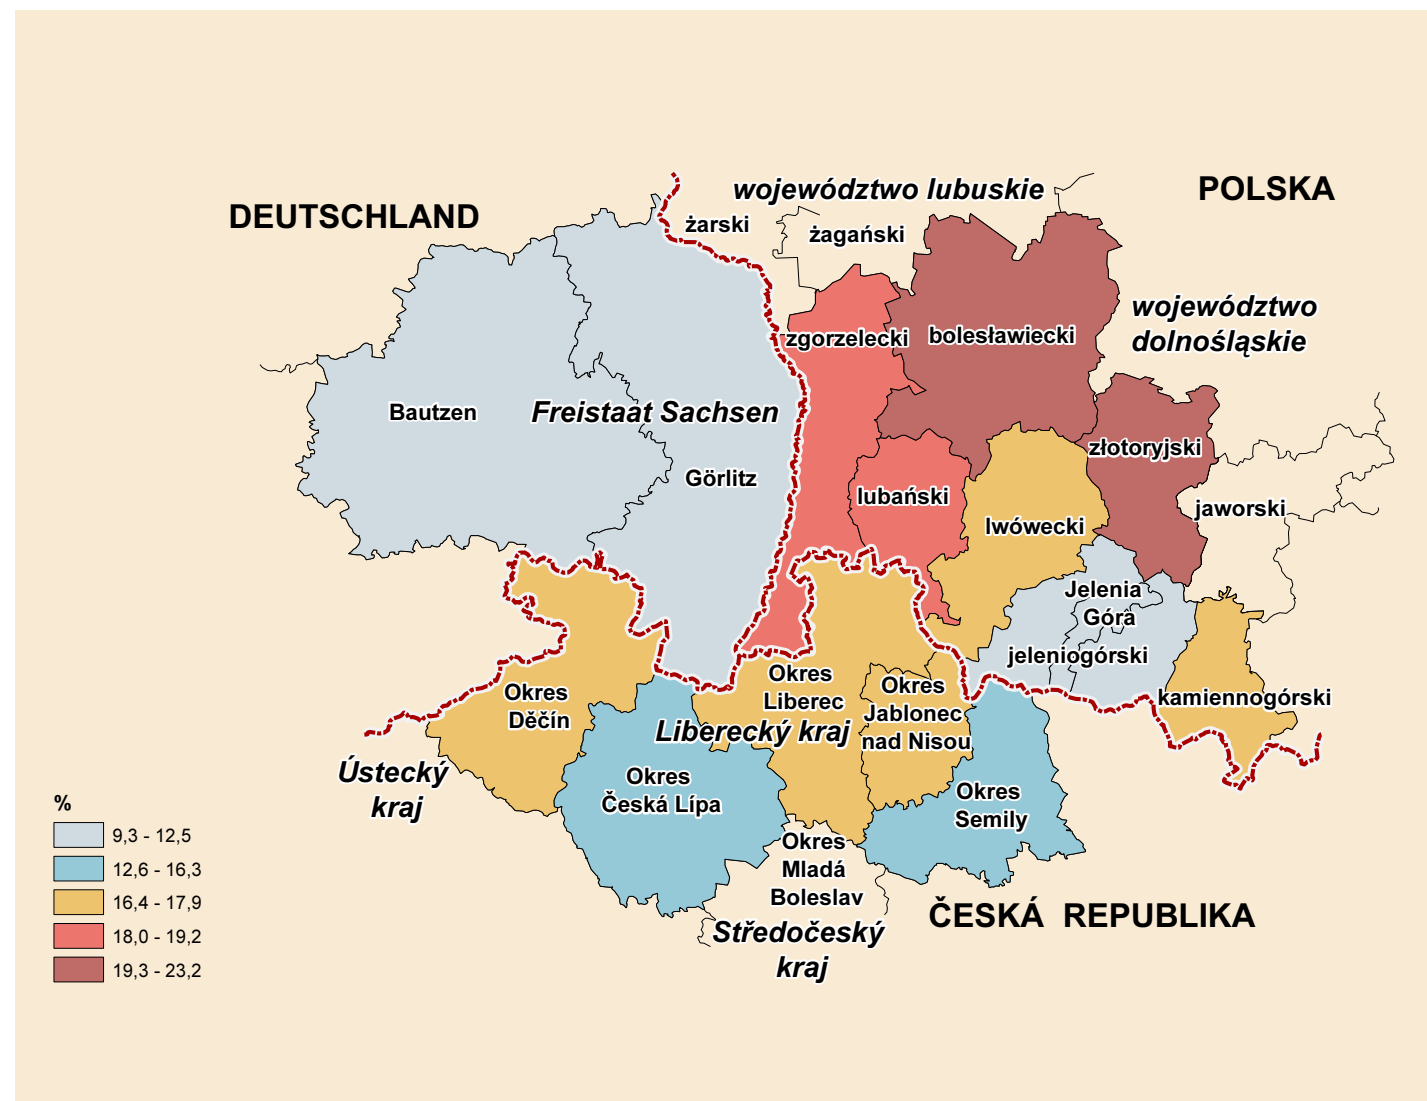 województwo lubuskie
POLSKA
DEUTSCHLAND
żarski
żagański
województwo
dolnośląskie
zgorzelecki
bolesławiecki
Bautzen
Freistaat Sachsen
złotoryjski
Görlitz
lubański
lwówecki
jaworski
Jelenia
Góra
jeleniogórski
kamiennogórski
Okres
Děčín
Okres
Liberec
Okres
Jablonec
nad Nisou
Liberecký kraj
Ústecký
kraj
Okres
Česká Lípa
Okres
Semily
Okres
Mladá
Boleslav
Středočeský
kraj
ČESKÁ REPUBLIKA
%
9,3 - 12,5
12,6 - 16,3
16,4 - 17,9
18,0 - 19,2
19,3 - 23,2